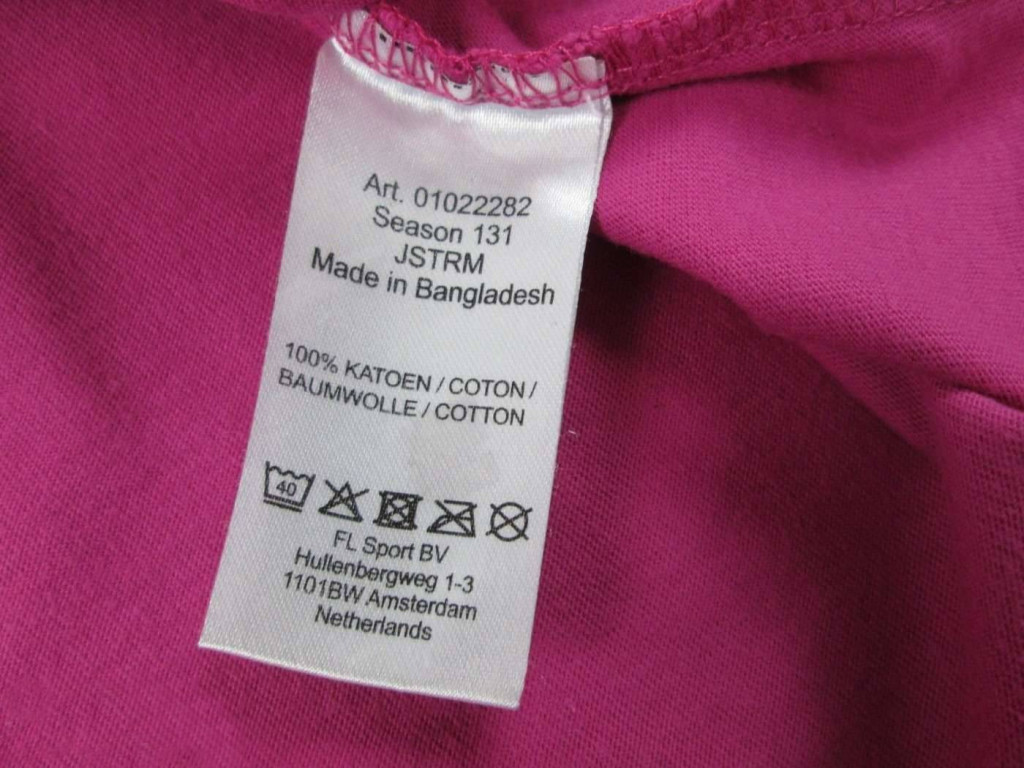 Art. 01022282
Season 131
JSTRM
Made in Bangladesh
100% KATOEN / COTON /
BAUMWOLLE / COTTON
40
FL Sport BV
Hullenbergweg 1-3
1101BW Amsterdam
Netherlands